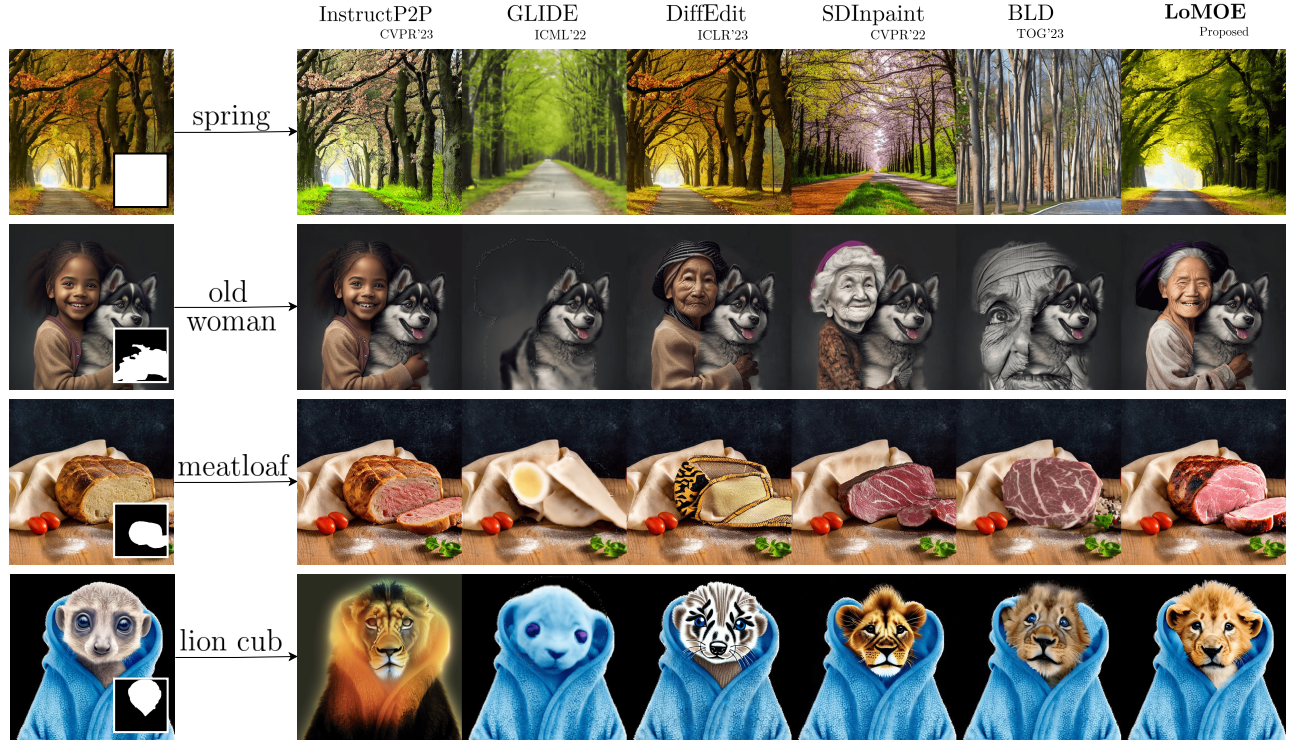 InstructP2P GLIDE DiffEdit SDInpaint BLD LoMOE
CVPR'23 ICML'22 ICLR'23 CVPR'22 TOG'23 Proposed
spring
old
woman
meatloaf
lion cub